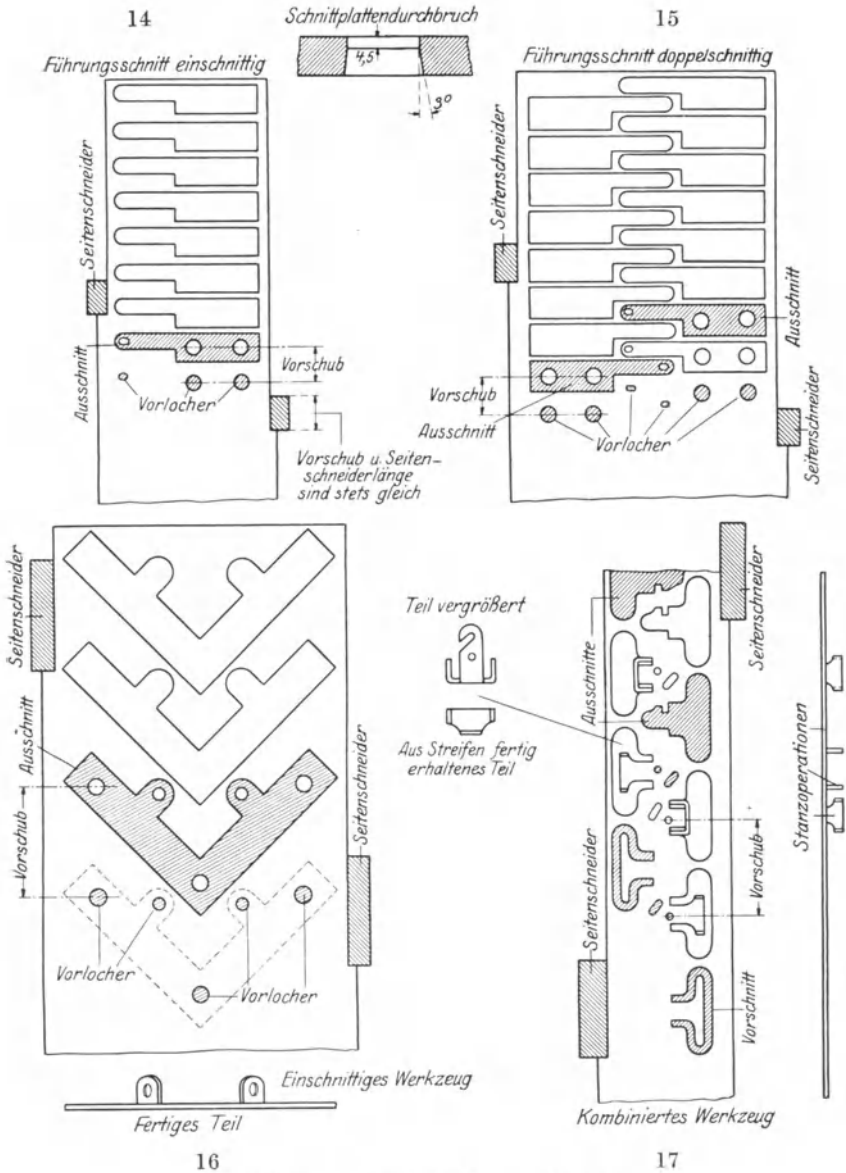 14
Schnittplattendurchbruch
15
4,5
3°
Führungsschnitt einschnittig
Seitenschneider
Ausschnitt
Vorschub
Vorlocher
Vorschub u. Seiten-
schneiderlänge
sind stets gleich
Führungsschnitt doppelschnittig
Seitenschneider
Ausschnitt
Vorschub
Ausschnitt
Vorlocher
Seitenschneider
Seitenschneider
Ausschnitt
Vorschub
Seitenschneider
Vorlocher
Vorlocher
Einschnittiges Werkzeug
Fertiges Teil
16
Teil vergrößert
Aus Streifen fertig
erhaltenes Teil
Ausschnitte
Seitenschneider
Stanzoperationen
Vorschub
Seitenschneider
Vorschnitt
Kombiniertes Werkzeug
17